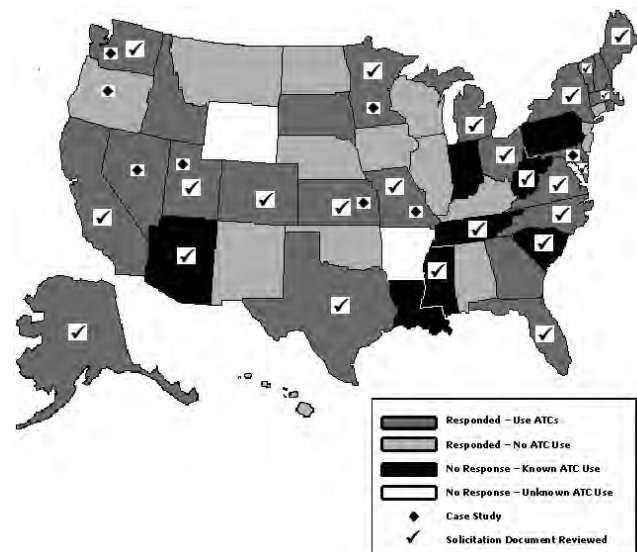 Responded – Use ATCs
Responded – No ATC Use
No Response – Known ATC Use
No Response – Unknown ATC Use
Case Study
Solicitation Document Reviewed